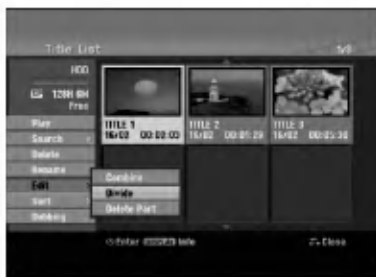 Title List
HDD
Free
Play
Search
Delete
Rename
Edit
Sort
Dubbing
Combine
Divide
Delete Part
TITLE 1
16/02 00:02:03
TITLE 2
16/02 00:01:29
TITLE 3
16/02 00:05:30
Enter
Info
Close